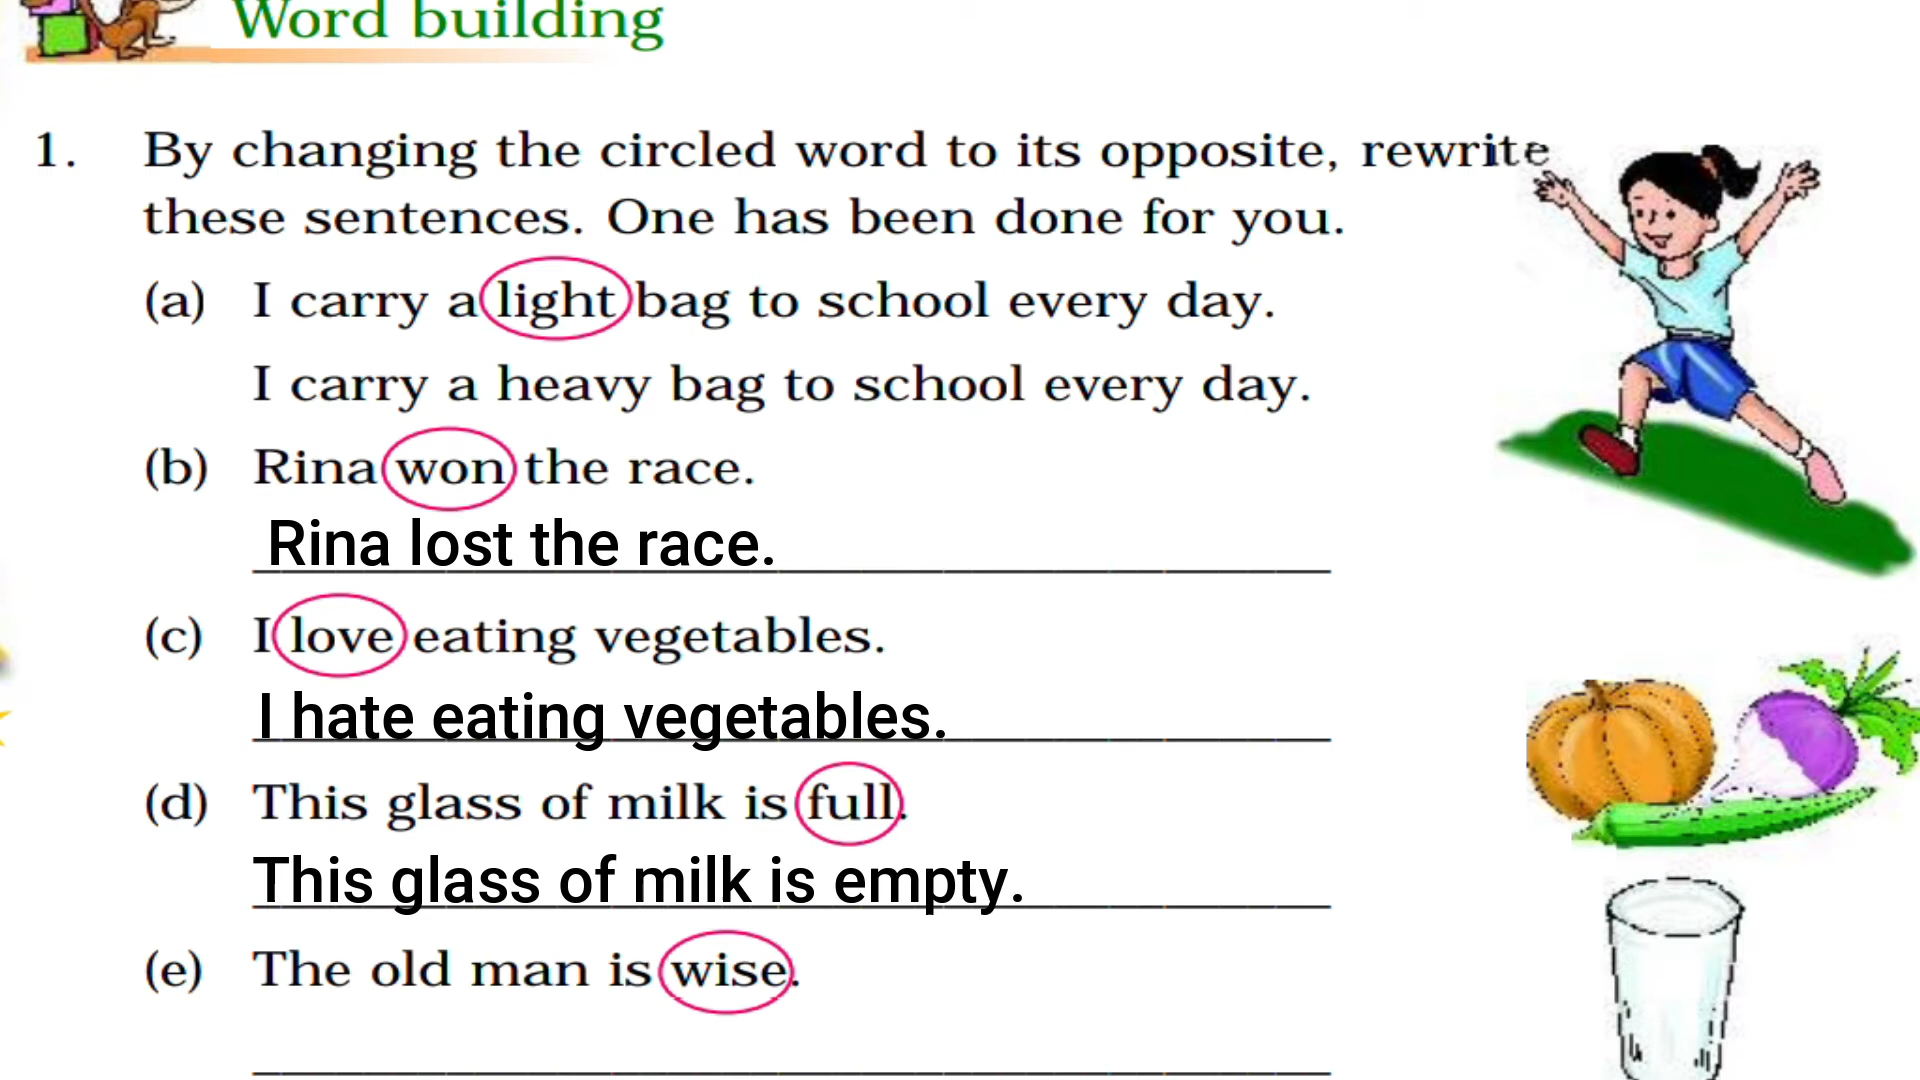 Word building
1. By changing the circled word to its opposite, rewrite
these sentences. One has been done for you.
(a) I carry a light bag to school every day.
I carry a heavy bag to school every day.
(b) Rina won the race.
Rina lost the race.
(c) I love eating vegetables.
I hate eating vegetables.
(d) This glass of milk is full.
This glass of milk is empty.
(e) The old man is wise.